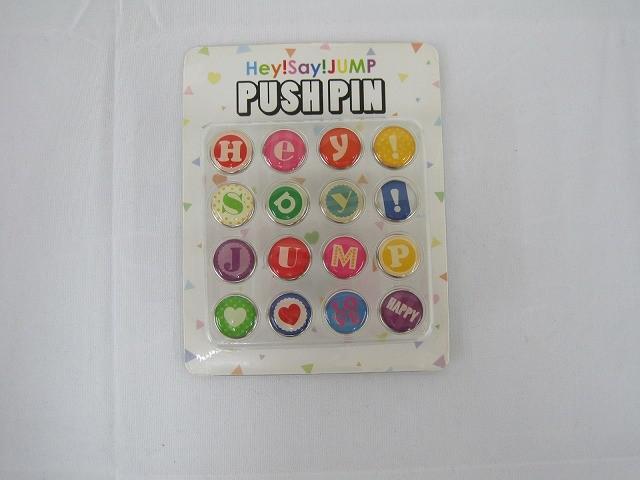 Hey!Say!JUMP
PUSH PIN
H e y !
S a y !
J U M P
HAPPY